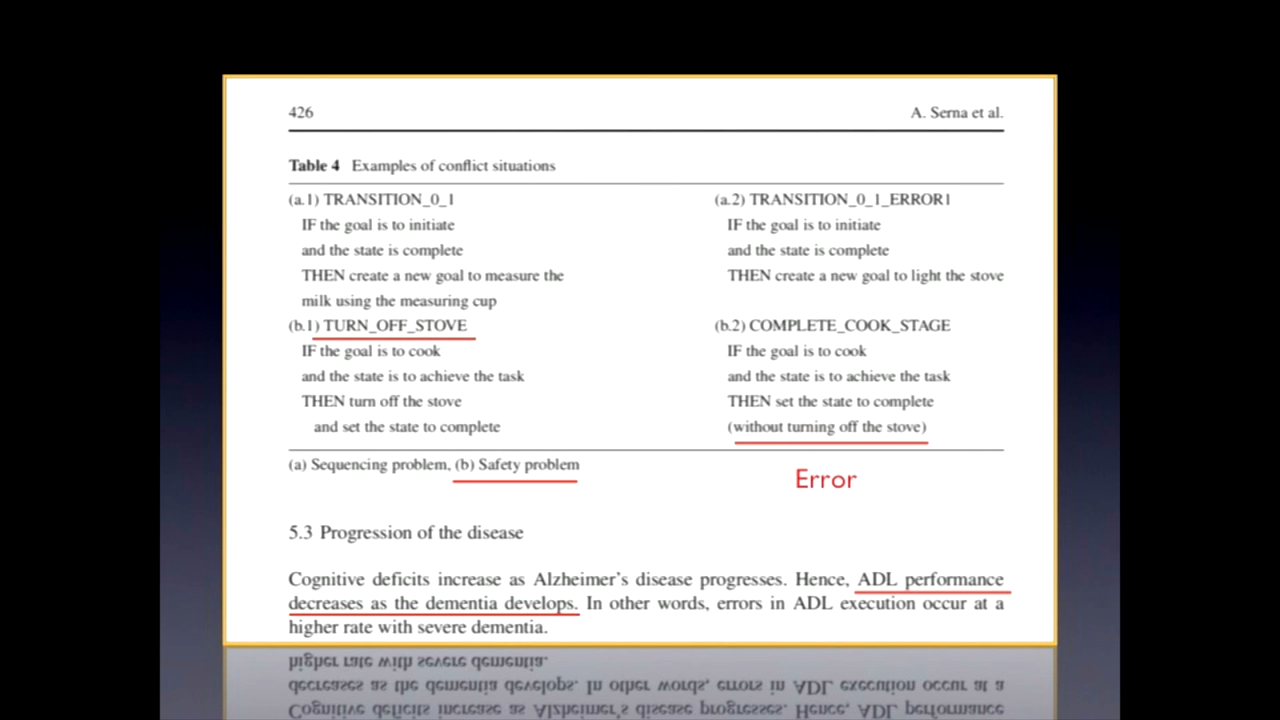 426 A. Serna et al.
Table 4 Examples of conflict situations
(a.1) TRANSITION_0_1 (a.2) TRANSITION_0_1_ERROR1
IF the goal is to initiate IF the goal is to initiate
and the state is complete and the state is complete
THEN create a new goal to measure the THEN create a new goal to light the stove
milk using the measuring cup
(b.1) TURN_OFF_STOVE (b.2) COMPLETE_COOK_STAGE
IF the goal is to cook IF the goal is to cook
and the state is to achieve the task and the state is to achieve the task
THEN turn off the stove THEN set the state to complete
and set the state to complete (without turning off the stove)
(a) Sequencing problem, (b) Safety problem
Error
5.3 Progression of the disease
Cognitive deficits increase as Alzheimer's disease progresses. Hence, ADL performance
decreases as the dementia develops. In other words, errors in ADL execution occur at a
higher rate with severe dementia.